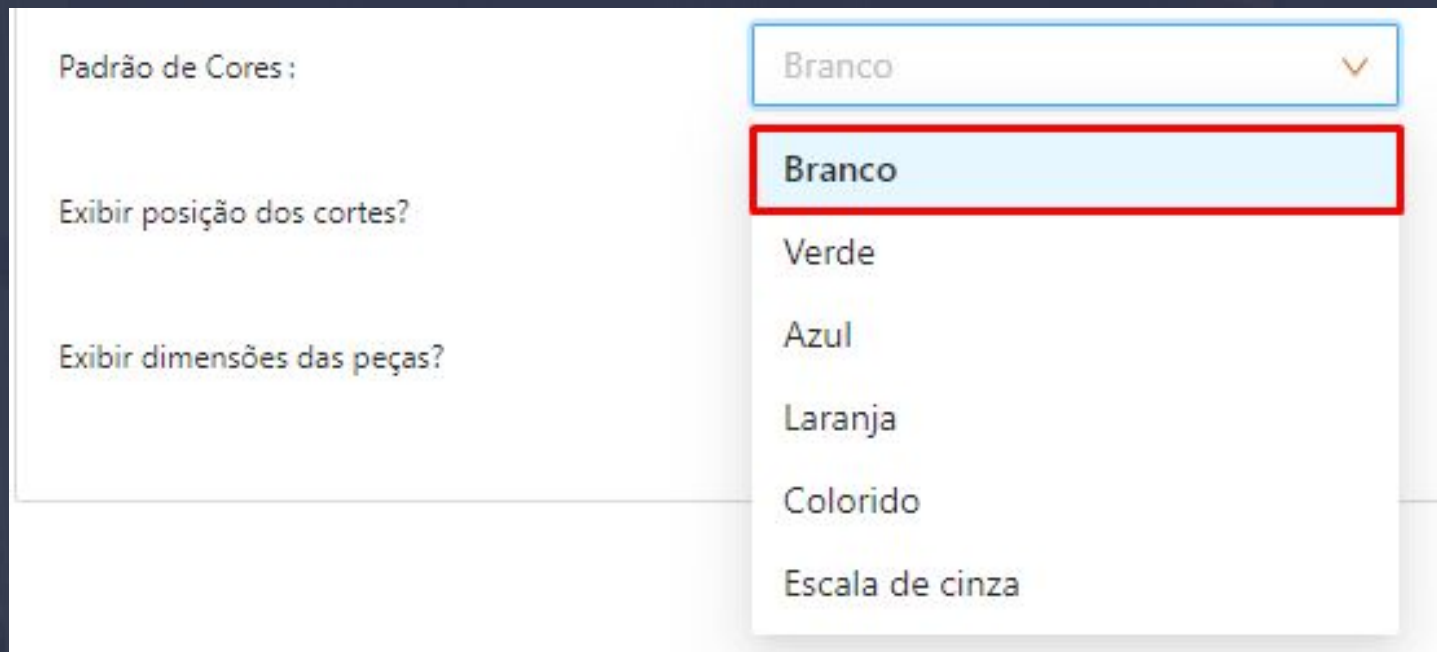 Padrão de Cores:
Branco
Branco
Exibir posição dos cortes?
Verde
Azul
Exibir dimensões das peças?
Laranja
Colorido
Escala de cinza